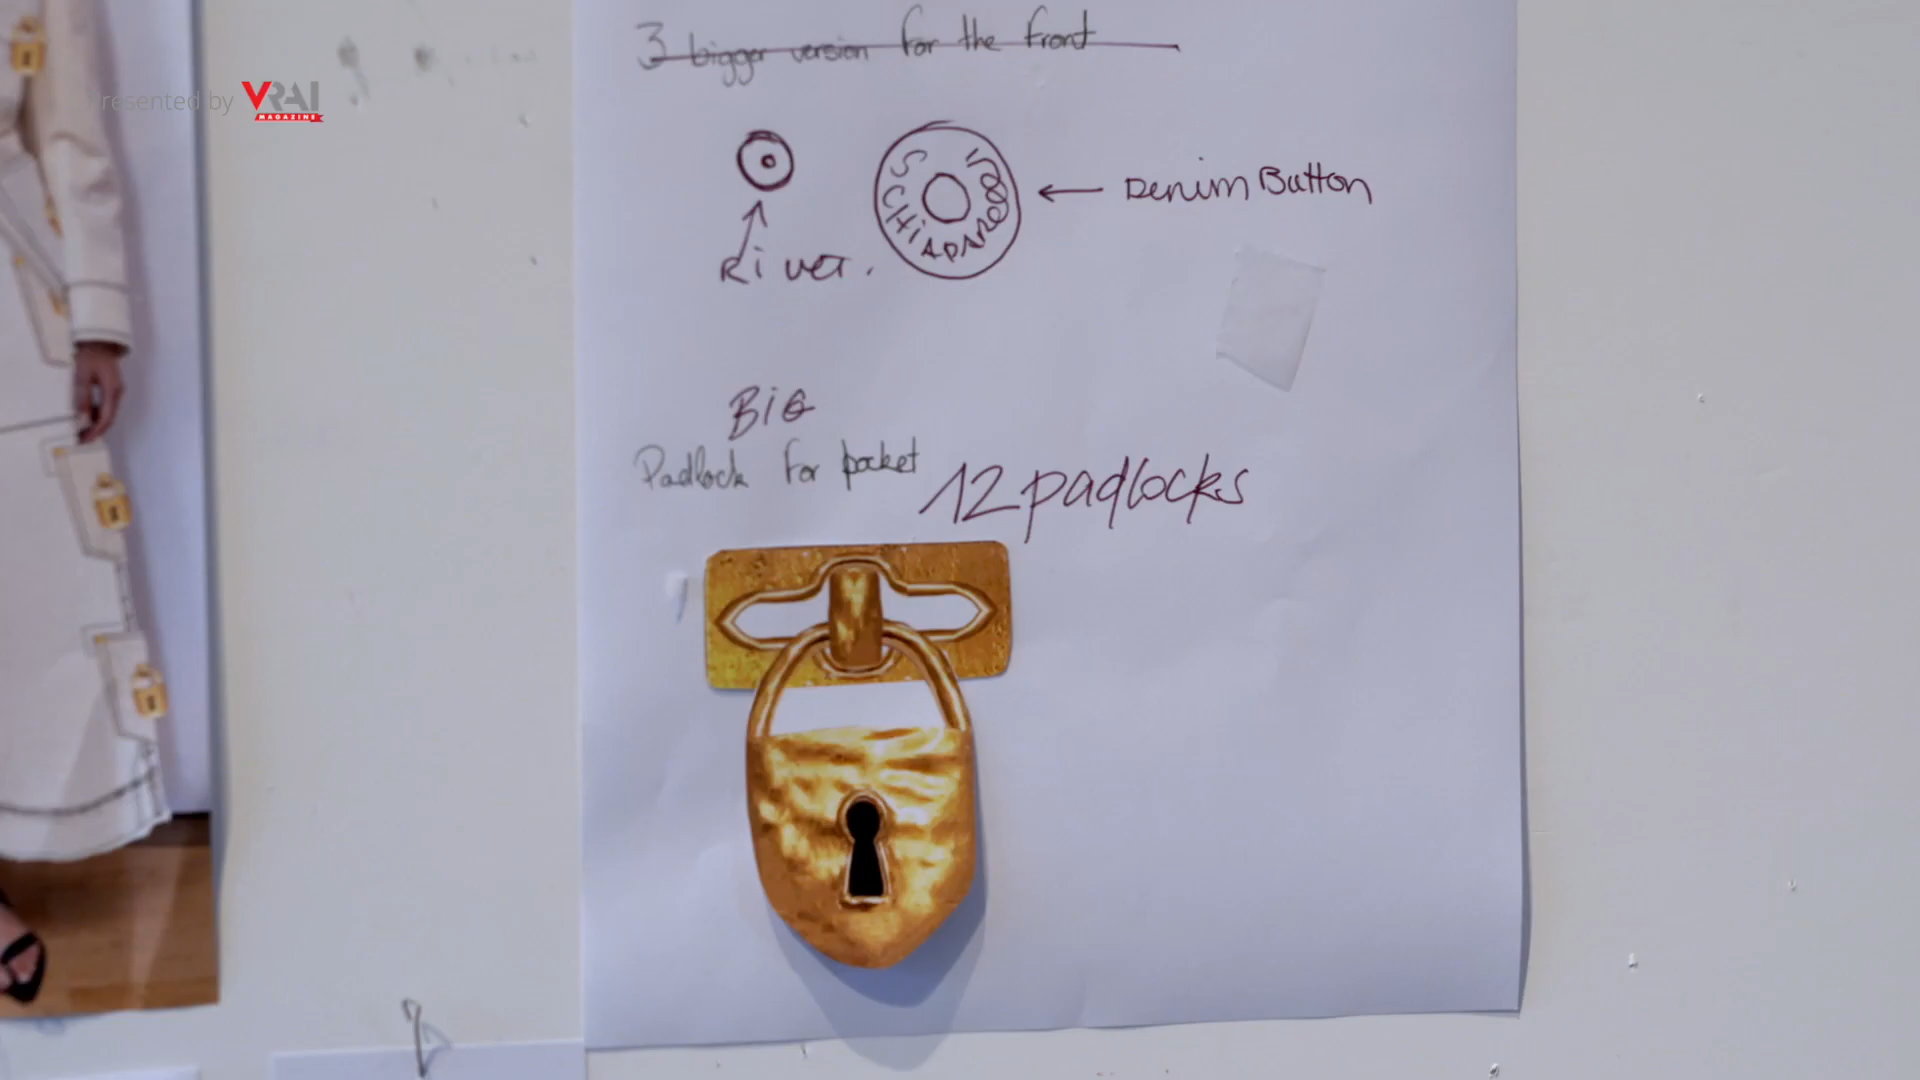 3 bigger version for the front
Presented by VRAI
MAGAZINE
SCHIAPARELLI
Denim Button
Rivet.
BIG
Padlock for pocket
12 padlocks